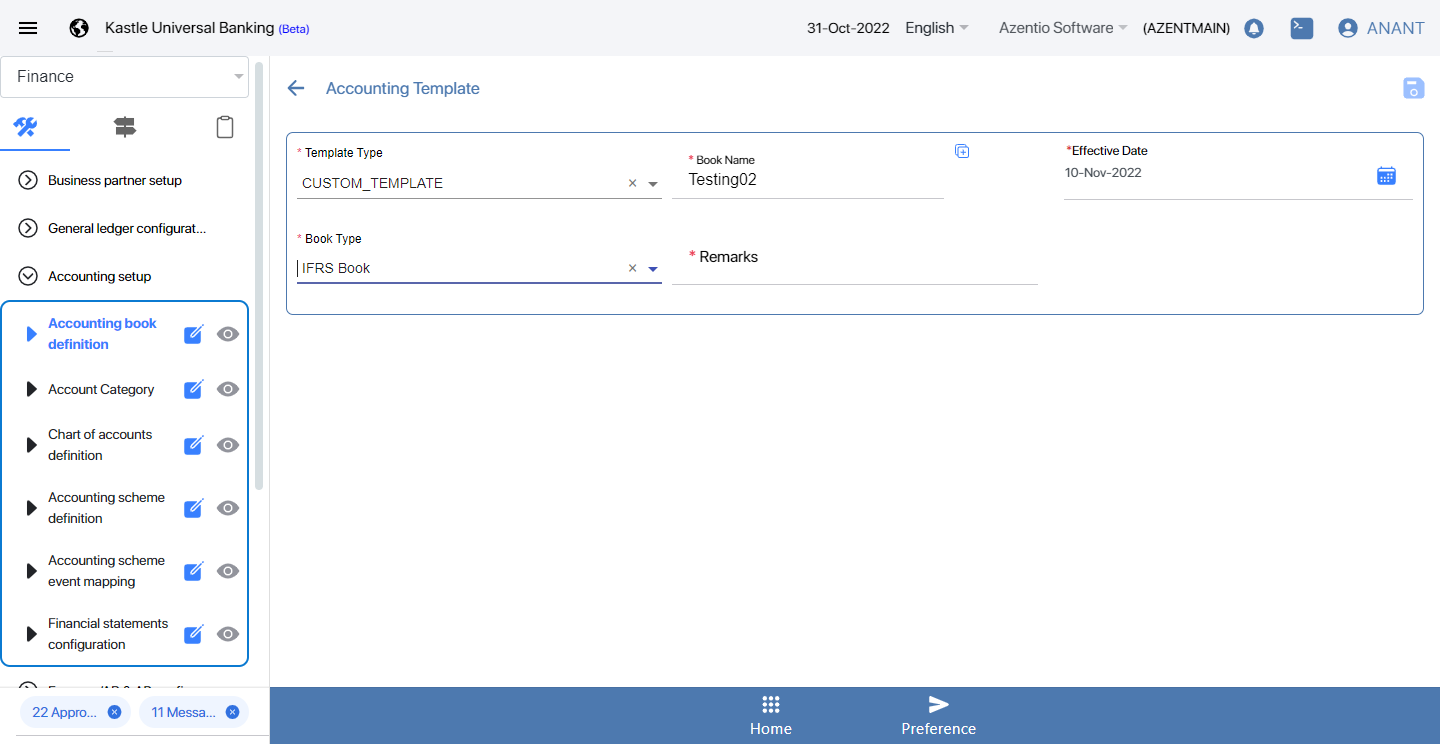 Kastle Universal Banking (Beta)
31-Oct-2022
English
Azentio Software
(AZENTMAIN)
ANANT
Finance
Business partner setup
General ledger configurat...
Accounting setup
Accounting book
definition
Account Category
Chart of accounts
definition
Accounting scheme
definition
Accounting scheme
event mapping
Financial statements
configuration
22 Appro...
11 Messa...
Accounting Template
* Template Type
CUSTOM_TEMPLATE
* Book Name
Testing02
*Effective Date
10-Nov-2022
* Book Type
IFRS Book
* Remarks
Home
Preference